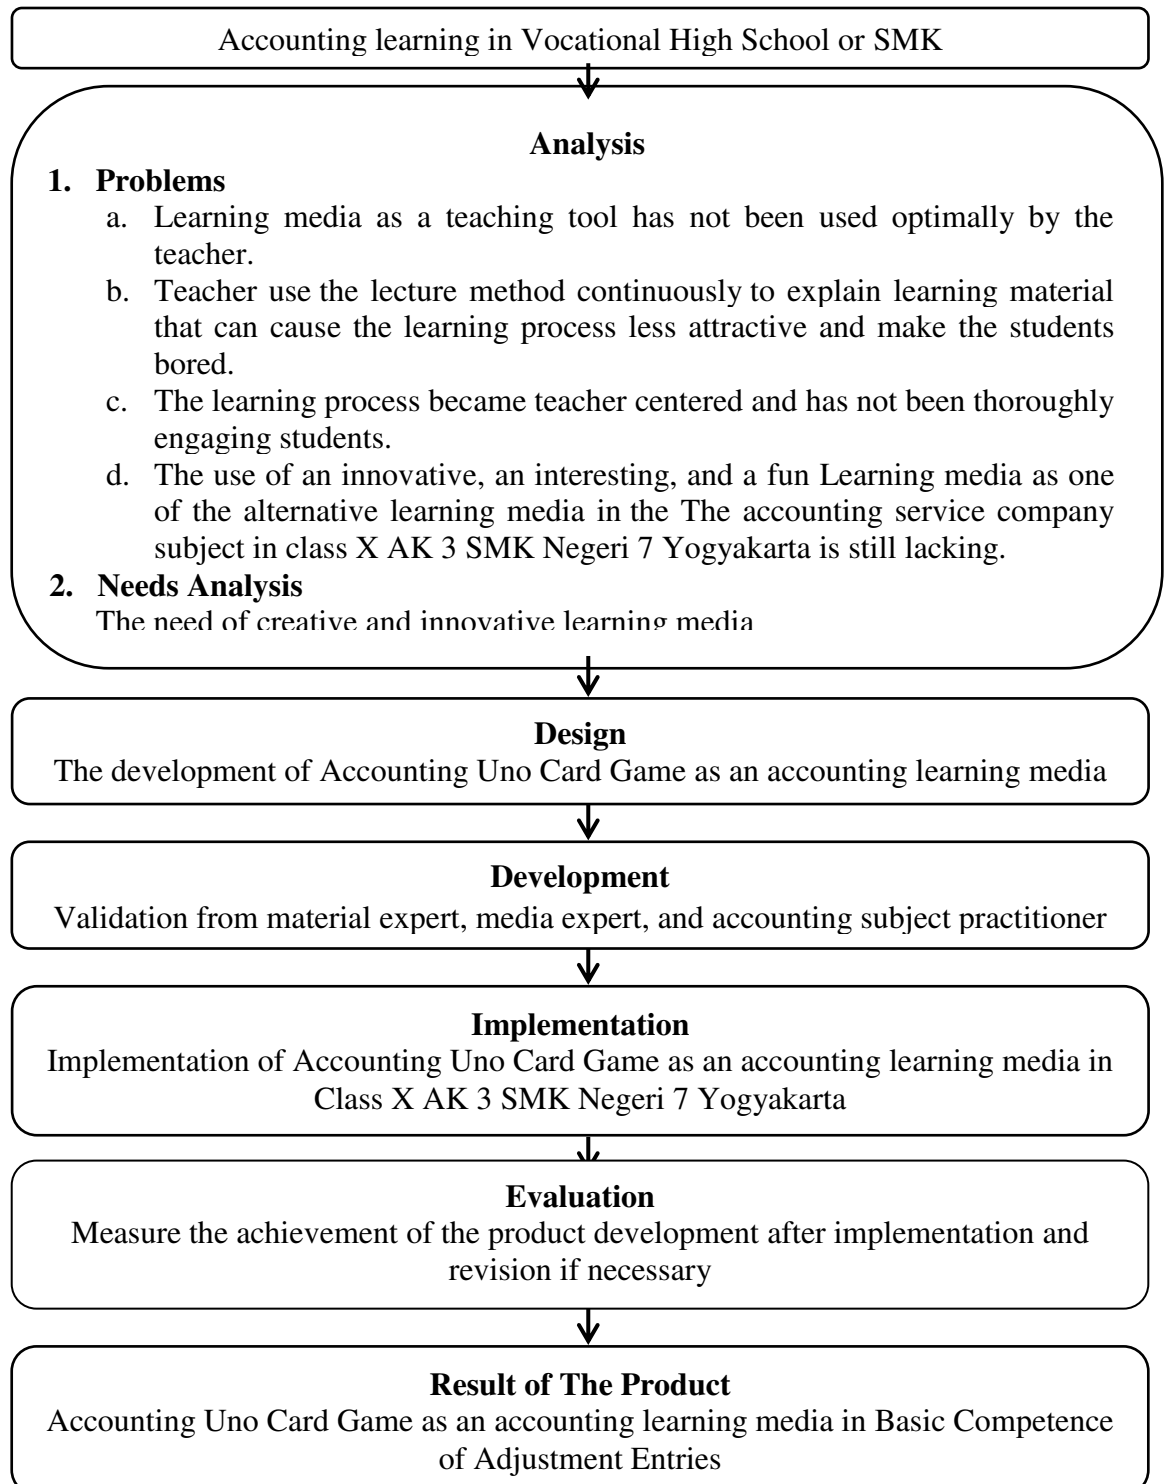 Accounting learning in Vocational High School or SMK
Analysis
1. Problems
a. Learning media as a teaching tool has not been used optimally by the
teacher.
b. Teacher use the lecture method continuously to explain learning material
that can cause the learning process less attractive and make the students
bored.
c. The learning process became teacher centered and has not been thoroughly
engaging students.
d. The use of an innovative, an interesting, and a fun Learning media as one
of the alternative learning media in the The accounting service company
subject in class X AK 3 SMK Negeri 7 Yogyakarta is still lacking.
2. Needs Analysis
The need of creative and innovative learning media
Design
The development of Accounting Uno Card Game as an accounting learning media
Development
Validation from material expert, media expert, and accounting subject practitioner
Implementation
Implementation of Accounting Uno Card Game as an accounting learning media in
Class X AK 3 SMK Negeri 7 Yogyakarta
Evaluation
Measure the achievement of the product development after implementation and
revision if necessary
Result of The Product
Accounting Uno Card Game as an accounting learning media in Basic Competence
of Adjustment Entries